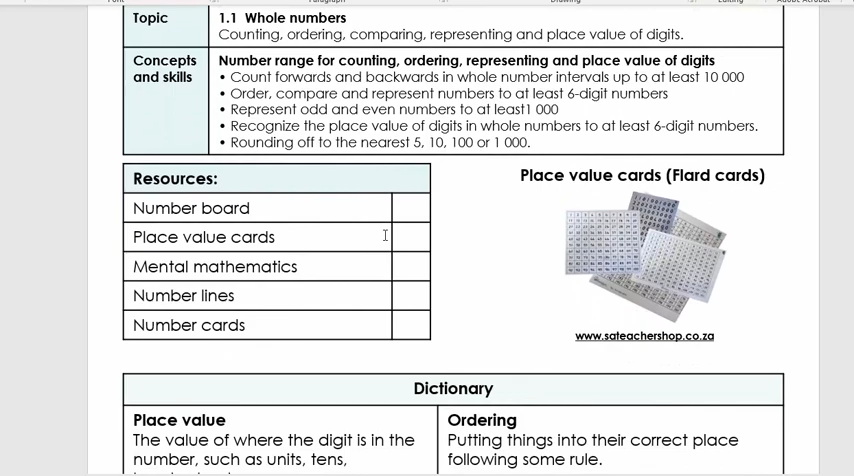 Topic
1.1 Whole numbers
Counting, ordering, comparing, representing and place value of digits.
Concepts
and skills
Number range for counting, ordering, representing and place value of digits
• Count forwards and backwards in whole number intervals up to at least 10 000
• Order, compare and represent numbers to at least 6-digit numbers
• Represent odd and even numbers to at least1 000
• Recognize the place value of digits in whole numbers to at least 6-digit numbers.
• Rounding off to the nearest 5, 10, 100 or 1 000.
Resources:
Number board
Place value cards
Mental mathematics
Number lines
Number cards
Place value cards (Flard cards)
www.sateachershop.co.za
Dictionary
Place value
The value of where the digit is in the
number, such as units, tens,
Ordering
Putting things into their correct place
following some rule.